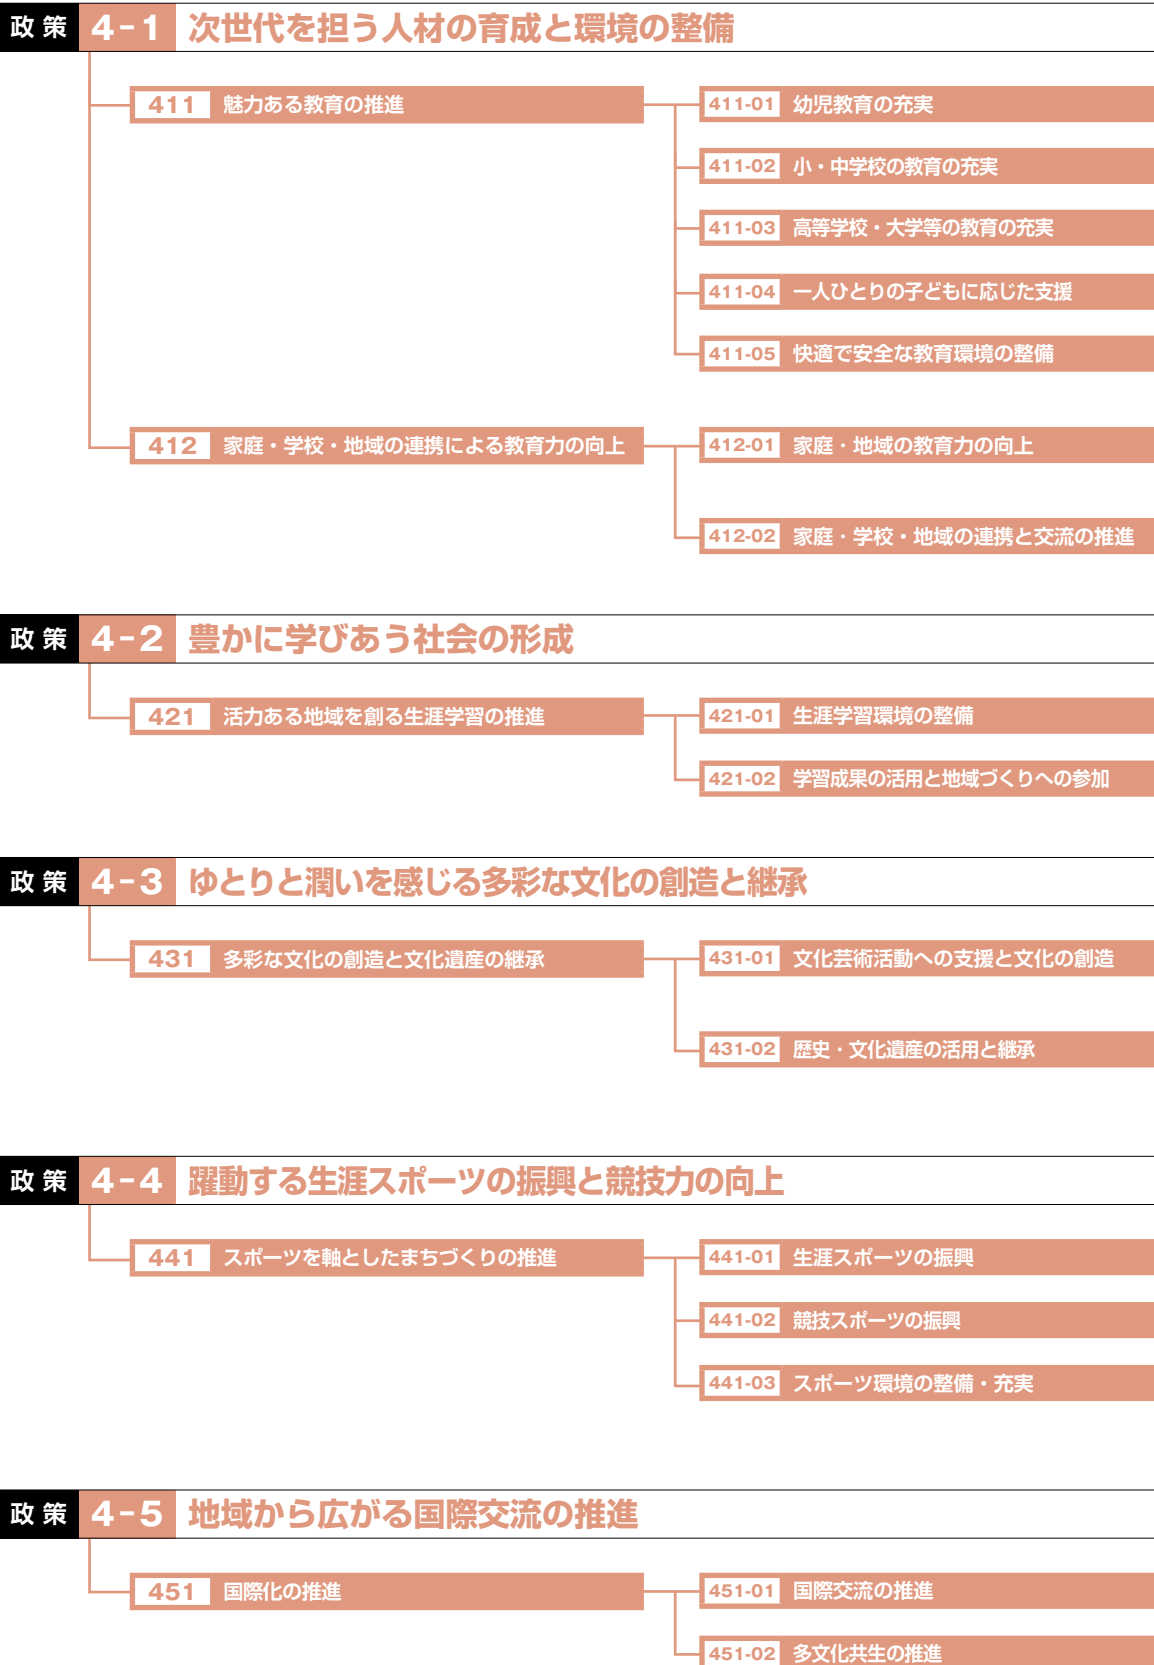 政策 4-1 次世代を担う人材の育成と環境の整備
411 魅力ある教育の推進 411-01 幼児教育の充実
411-02 小・中学校の教育の充実
411-03 高等学校・大学等の教育の充実
411-04 一人ひとりの子どもに応じた支援
411-05 快適で安全な教育環境の整備
412 家庭・学校・地域の連携による教育力の向上 412-01 家庭・地域の教育力の向上
412-02 家庭・学校・地域の連携と交流の推進
政策 4-2 豊かに学びあう社会の形成
421 活力ある地域を創る生涯学習の推進 421-01 生涯学習環境の整備
421-02 学習成果の活用と地域づくりへの参加
政策 4-3 ゆとりと潤いを感じる多彩な文化の創造と継承
431 多彩な文化の創造と文化遺産の継承 431-01 文化芸術活動への支援と文化の創造
431-02 歴史・文化遺産の活用と継承
政策 4-4 躍動する生涯スポーツの振興と競技力の向上
441 スポーツを軸としたまちづくりの推進 441-01 生涯スポーツの振興
441-02 競技スポーツの振興
441-03 スポーツ環境の整備・充実
政策 4-5 地域から広がる国際交流の推進
451 国際化の推進 451-01 国際交流の推進
451-02 多文化共生の推進